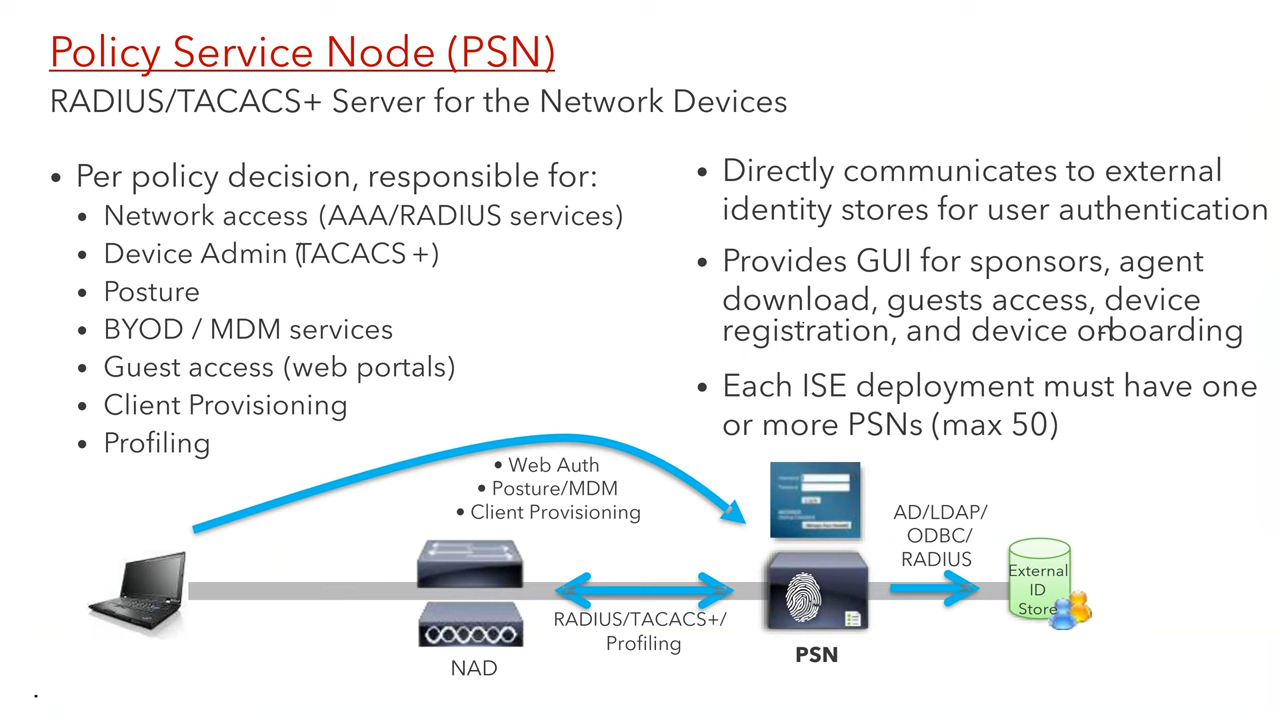 Policy Service Node (PSN)
RADIUS/TACACS+ Server for the Network Devices
• Per policy decision, responsible for:
• Network access (AAA/RADIUS services)
• Device Admin (TACACS +)
• Posture
• BYOD / MDM services
• Guest access (web portals)
• Client Provisioning
• Profiling
• Directly communicates to external
identity stores for user authentication
• Provides GUI for sponsors, agent
download, guests access, device
registration, and device on-boarding
• Each ISE deployment must have one
or more PSNs (max 50)
• Web Auth
• Posture/MDM
• Client Provisioning
AD/LDAP/
ODBC/
RADIUS
External
ID
Store
RADIUS/TACACS+/
Profiling
PSN
NAD
.